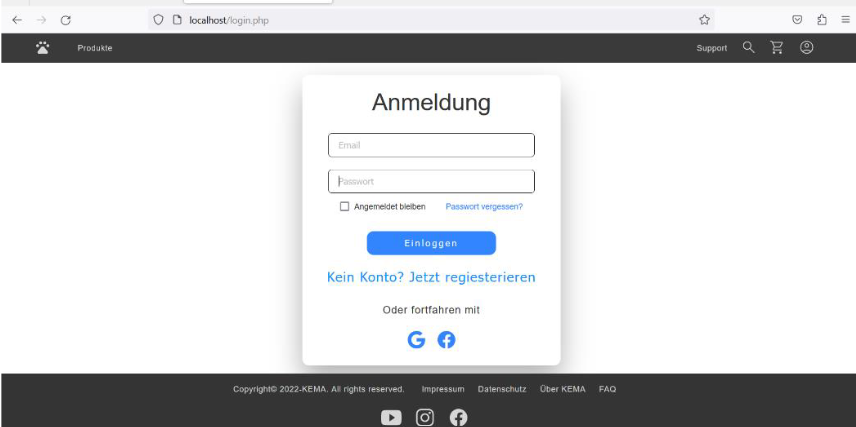 localhost/login.php
Produkte Support
Anmeldung
Email
Passwort
Angemeldet bleiben Passwort vergessen?
Einloggen
Kein Konto? Jetzt regiesterieren
Oder fortfahren mit
Copyright© 2022-KEMA. All rights reserved. Impressum Datenschutz Über KEMA FAQ